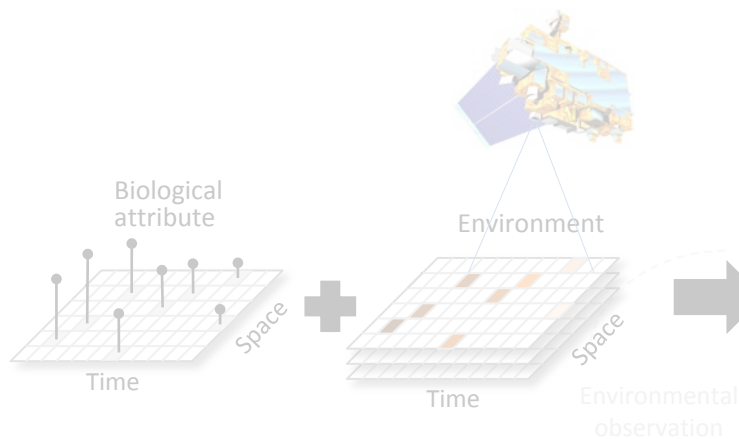 Biological
attribute
Environment
Space
Time
Space
Time
Environmental
observation